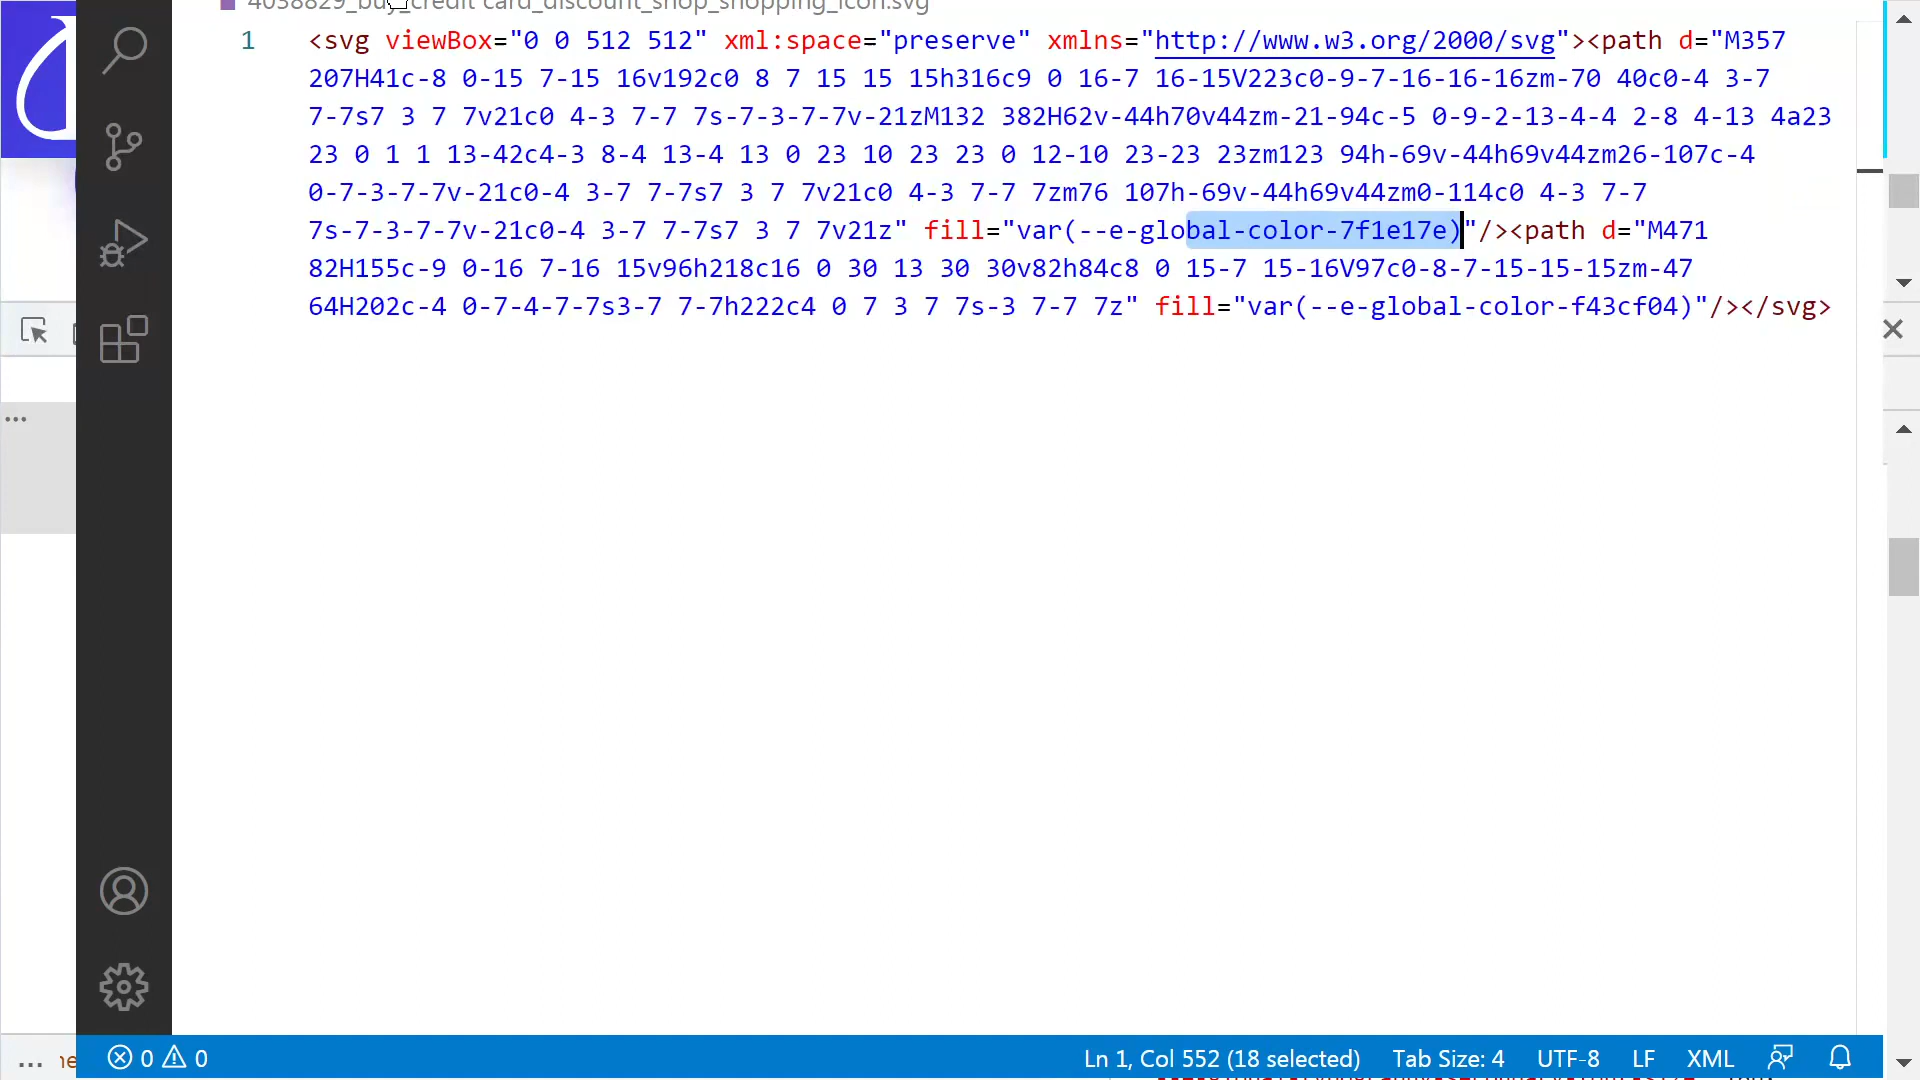 4038829_buy_credit card_discount_shop_shopping_icon.svg
1
<svg viewBox="0 0 512 512" xml:space="preserve" xmlns="http://www.w3.org/2000/svg"><path d="M357
207H41c-8 0-15 7-15 16v192c0 8 7 15 15 15h316c9 0 16-7 16-15V223c0-9-7-16-16-16zm-70 40c0-4 3-7
7-7s7 3 7 7v21c0 4-3 7-7 7s-7-3-7-7v-21zM132 382H62v-44h70v44zm-21-94c-5 0-9-2-13-4-4 2-8 4-13 4a23
23 0 1 1 13-42c4-3 8-4 13-4 13 0 23 10 23 23 0 12-10 23-23 23zm123 94h-69v-44h69v44zm26-107c-4
0-7-3-7-7v-21c0-4 3-7 7-7s7 3 7 7v21c0 4-3 7-7 7zm76 107h-69v-44h69v44zm0-114c0 4-3 7-7
7s-7-3-7-7v-21c0-4 3-7 7-7s7 3 7 7v21z" fill="var(--e-global-color-7f1e17e)"/><path d="M471
82H155c-9 0-16 7-16 15v96h218c16 0 30 13 30 30v82h84c8 0 15-7 15-16V97c0-8-7-15-15-15zm-47
64H202c-4 0-7-4-7-7s3-7 7-7h222c4 0 7 3 7 7s-3 7-7 7z" fill="var(--e-global-color-f43cf04)"/></svg>
... he
0 0
Ln 1, Col 552 (18 selected)
Tab Size: 4
UTF-8
LF
XML